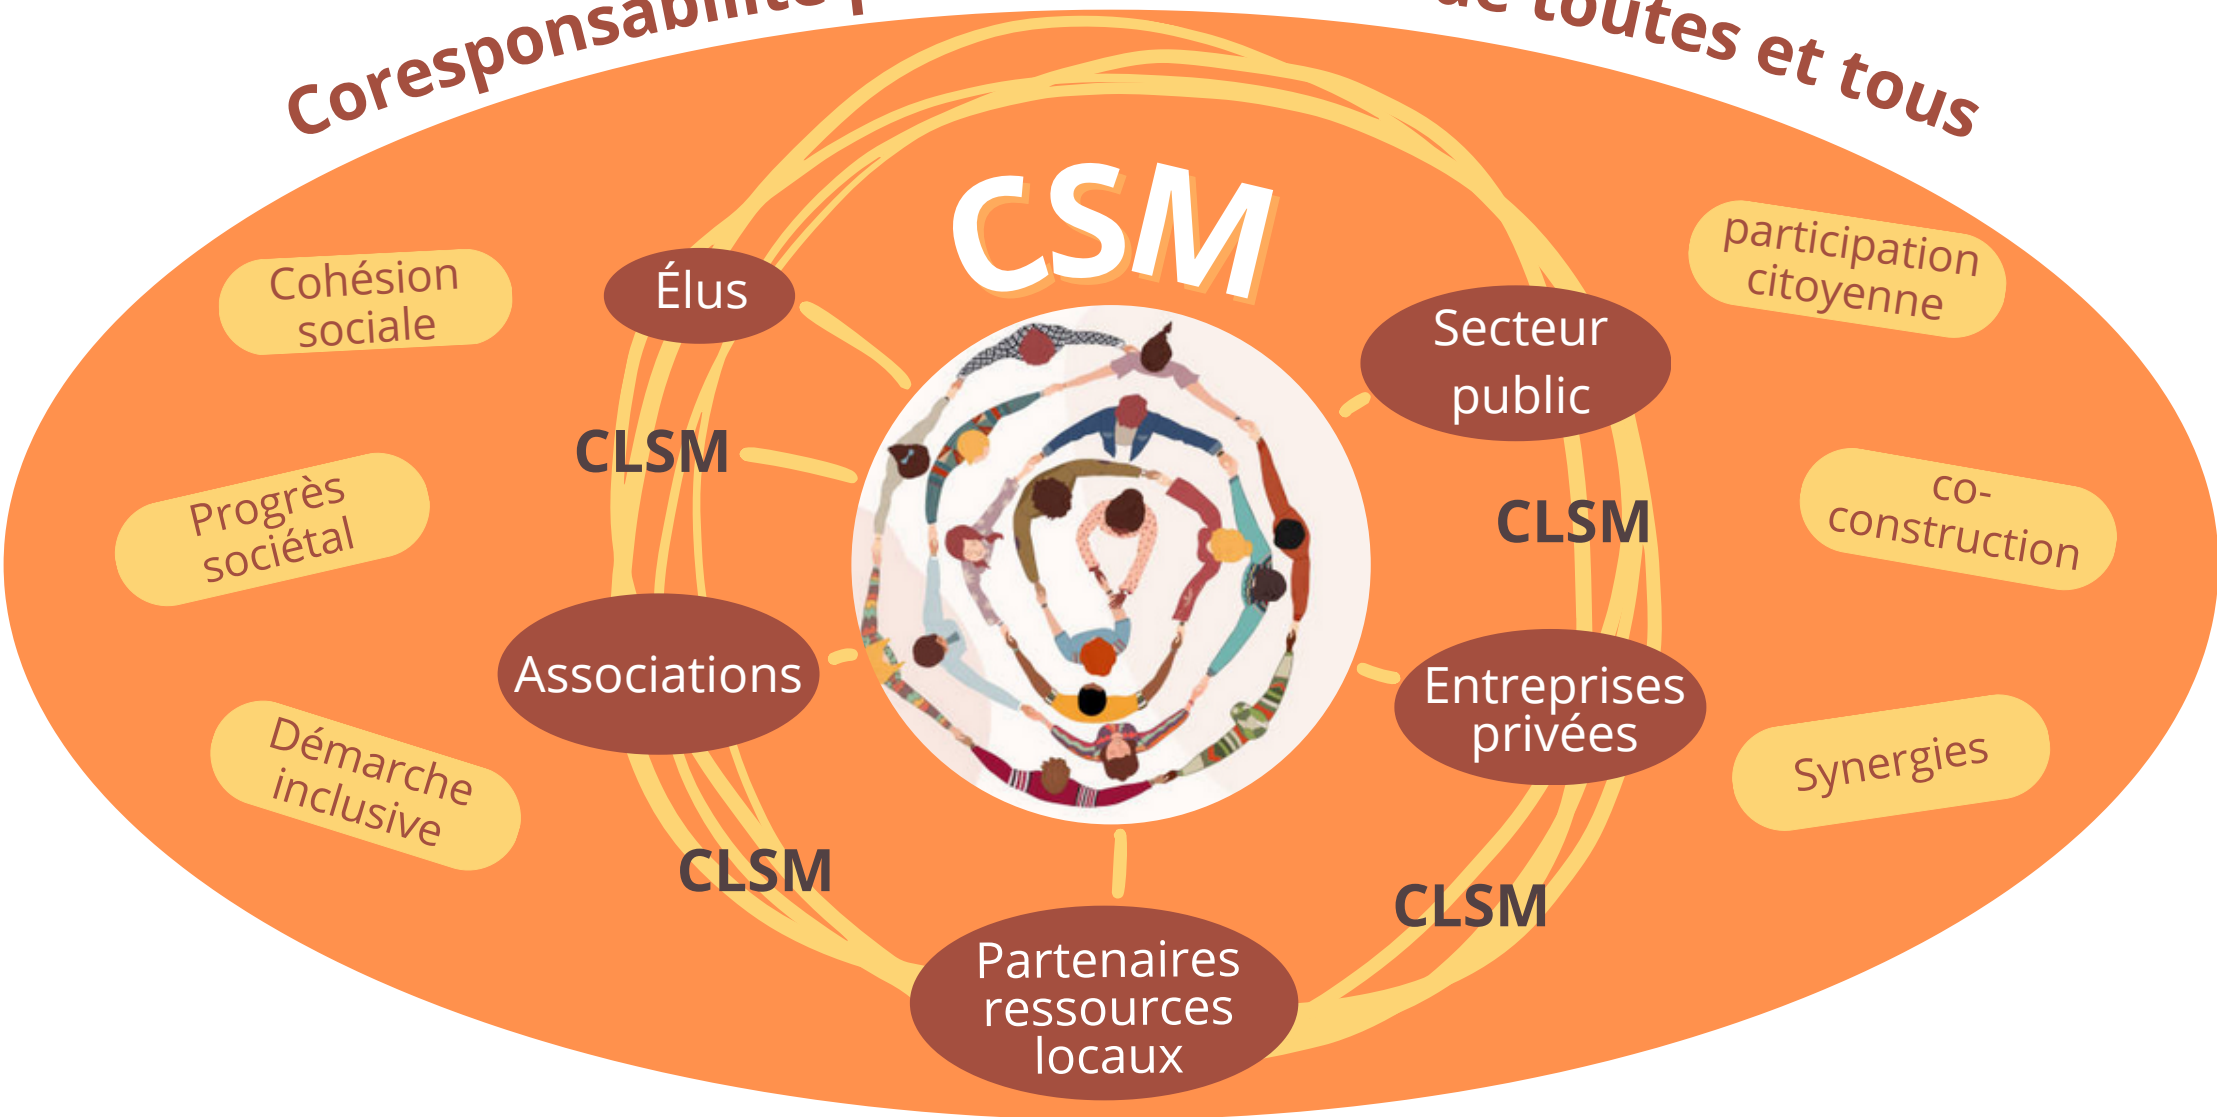 Coresponsabilité
de toutes et tous
CSM
Cohésion
sociale
Élus
Secteur
public
participation
citoyenne
CLSM
Progrès
sociétal
CLSM
co-
construction
Associations
Entreprises
privées
Démarche
inclusive
Synergies
CLSM
CLSM
Partenaires
ressources
locaux